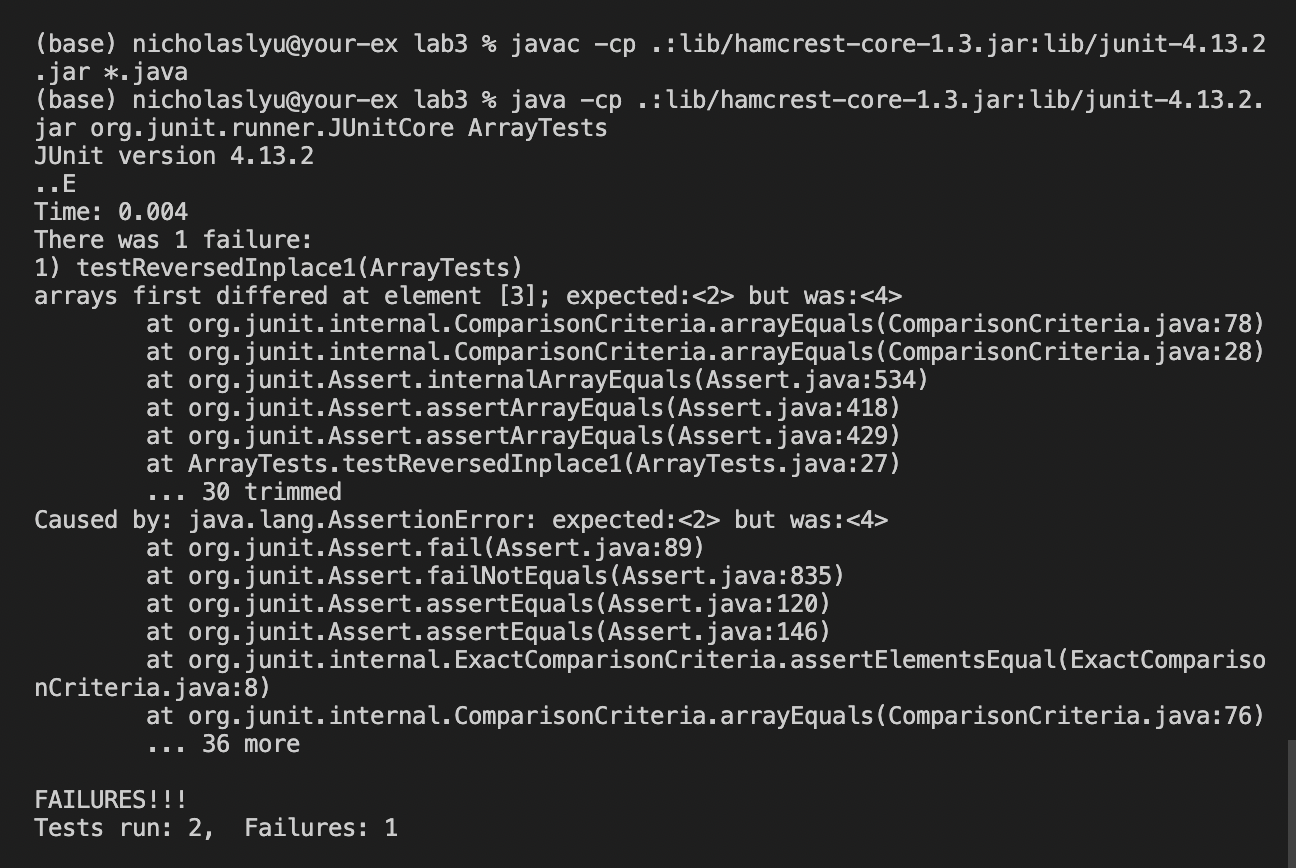 (base) nicholaslyu@your-ex lab3 % javac -cp .:lib/hamcrest-core-1.3.jar:lib/junit-4.13.2
.jar *.java
(base) nicholaslyu@your-ex lab3 % java -cp .:lib/hamcrest-core-1.3.jar:lib/junit-4.13.2.
jar org.junit.runner.JUnitCore ArrayTests
JUnit version 4.13.2
..E
Time: 0.004
There was 1 failure:
1) testReversedInplace1(ArrayTests)
arrays first differed at element [3]; expected:<2> but was:<4>
        at org.junit.internal.ComparisonCriteria.arrayEquals(ComparisonCriteria.java:78)
        at org.junit.internal.ComparisonCriteria.arrayEquals(ComparisonCriteria.java:28)
        at org.junit.Assert.internalArrayEquals(Assert.java:534)
        at org.junit.Assert.assertArrayEquals(Assert.java:418)
        at org.junit.Assert.assertArrayEquals(Assert.java:429)
        at ArrayTests.testReversedInplace1(ArrayTests.java:27)
        ... 30 trimmed
Caused by: java.lang.AssertionError: expected:<2> but was:<4>
        at org.junit.Assert.fail(Assert.java:89)
        at org.junit.Assert.failNotEquals(Assert.java:835)
        at org.junit.Assert.assertEquals(Assert.java:120)
        at org.junit.Assert.assertEquals(Assert.java:146)
        at org.junit.internal.ExactComparisonCriteria.assertElementsEqual(ExactCompariso
nCriteria.java:8)
        at org.junit.internal.ComparisonCriteria.arrayEquals(ComparisonCriteria.java:76)
        ... 36 more

FAILURES!!!
Tests run: 2,  Failures: 1